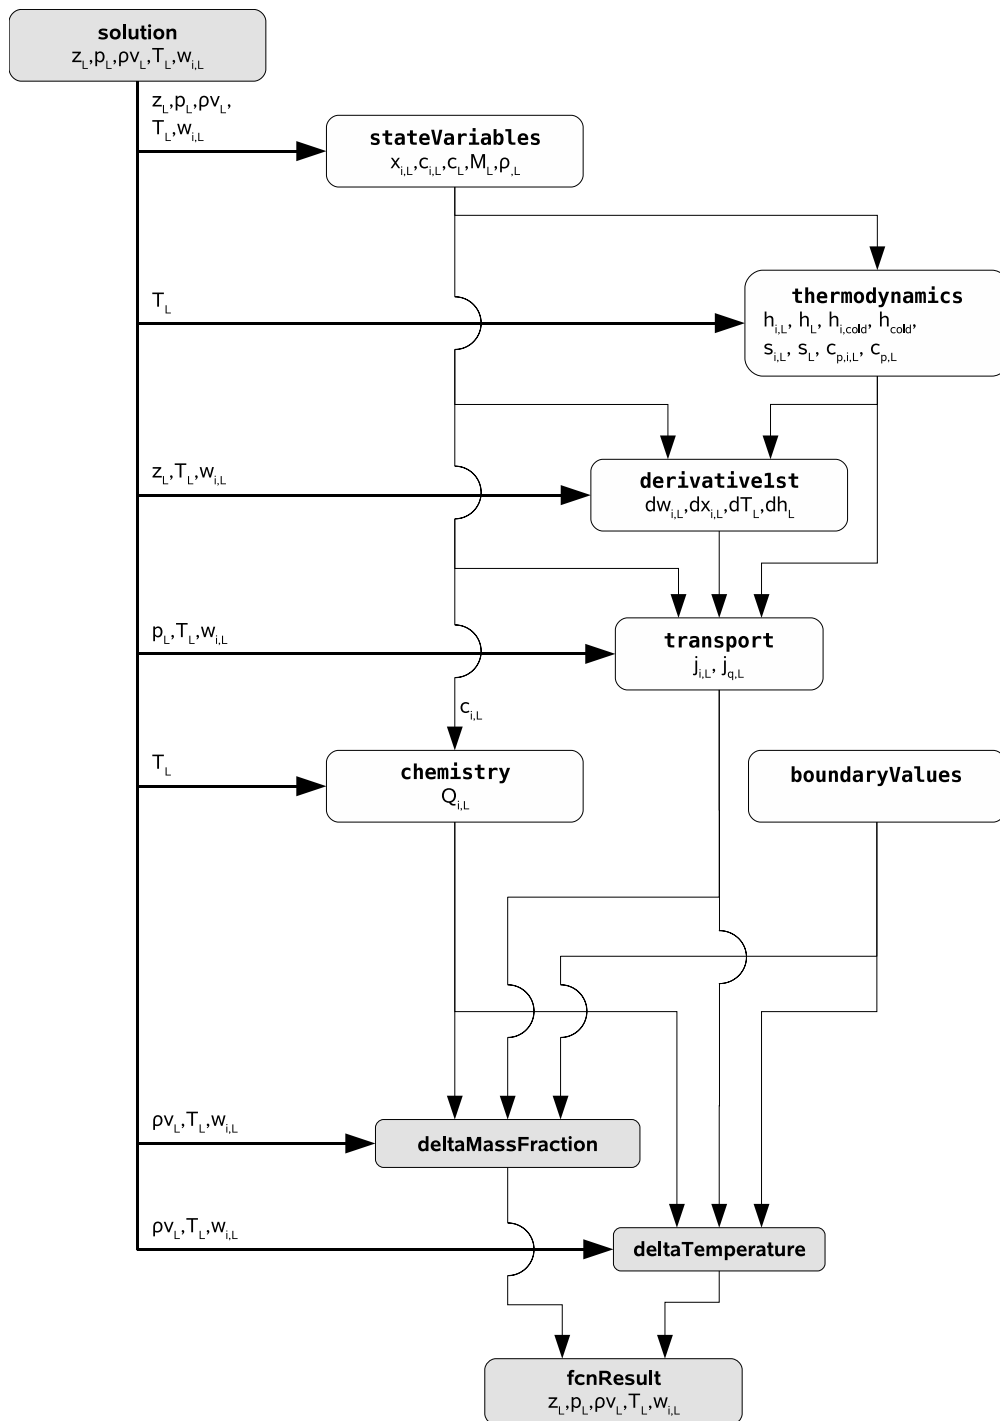 solution
z_L,p_L,ρv_L,T_L,w_i,L
z_L,p_L,ρv_L,
T_L,w_i,L
stateVariables
x_i,L,c_i,L,c_L,M_L,ρ_,L
T_L
thermodynamics
h_i,L, h_L, h_i,cold, h_cold,
s_i,L, s_L, c_p,i,L, c_p,L
z_L,T_L,w_i,L
derivative1st
dw_i,L,dx_i,L,dT_L,dh_L
p_L,T_L,w_i,L
transport
j_i,L, j_q,L
c_i,L
T_L
chemistry
Q_i,L
boundaryValues
ρv_L,T_L,w_i,L
deltaMassFraction
ρv_L,T_L,w_i,L
deltaTemperature
fcnResult
z_L,p_L,ρv_L,T_L,w_i,L